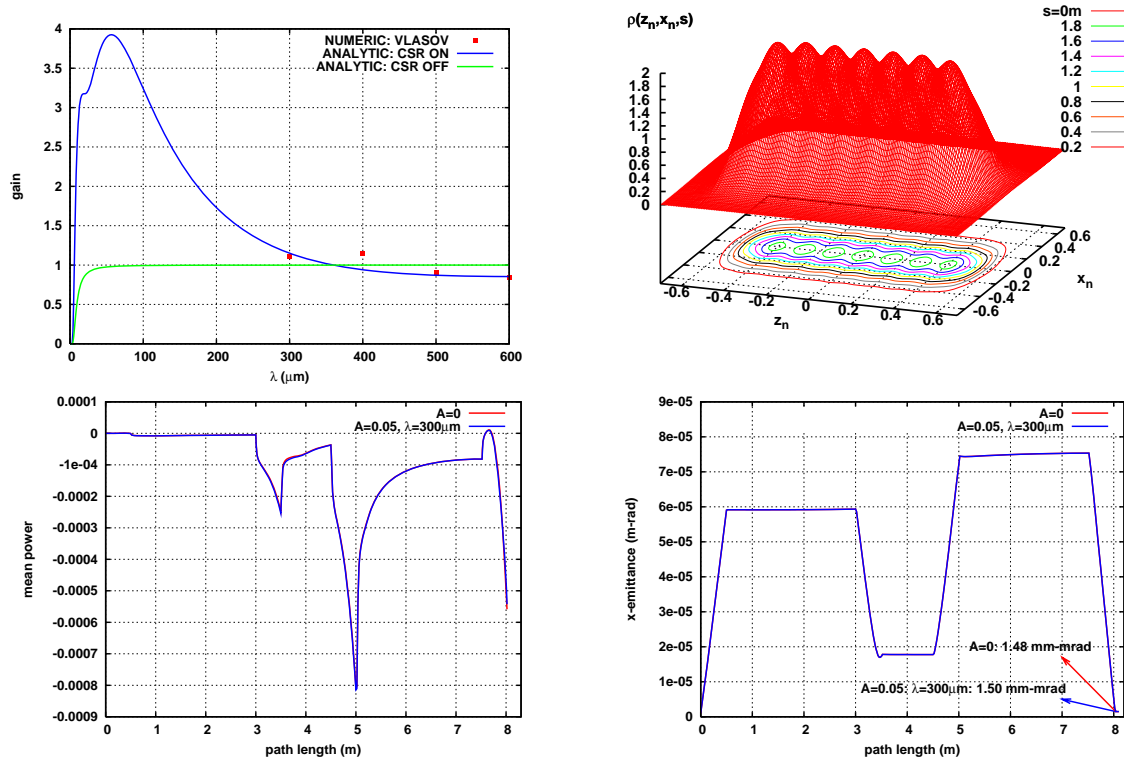 NUMERIC: VLASOV
ANALYTIC: CSR ON
ANALYTIC: CSR OFF
4
3.5
3
2.5
2
1.5
1
0.5
0
gain
0 100 200 300 400 500 600
λ (μm)
ρ(z_n,x_n,s)
s=0m
1.8
1.6
1.4
1.2
1
0.8
0.6
0.4
0.2
2
1.8
1.6
1.4
1.2
1
0.8
0.6
0.4
0.2
0
-0.6 -0.4 -0.2 0 0.2 0.4 0.6
z_n
-0.6 -0.4 -0.2 0 0.2 0.4 0.6
x_n
A=0
A=0.05, λ=300μm
0.0001
0
-1e-04
-0.0002
-0.0003
-0.0004
-0.0005
-0.0006
-0.0007
-0.0008
-0.0009
mean power
0 1 2 3 4 5 6 7 8
path length (m)
A=0
A=0.05, λ=300μm
9e-05
8e-05
7e-05
6e-05
5e-05
4e-05
3e-05
2e-05
1e-05
0
x-emittance (m-rad)
A=0: 1.48 mm-mrad
A=0.05: λ=300μm: 1.50 mm-mrad
0 1 2 3 4 5 6 7 8
path length (m)